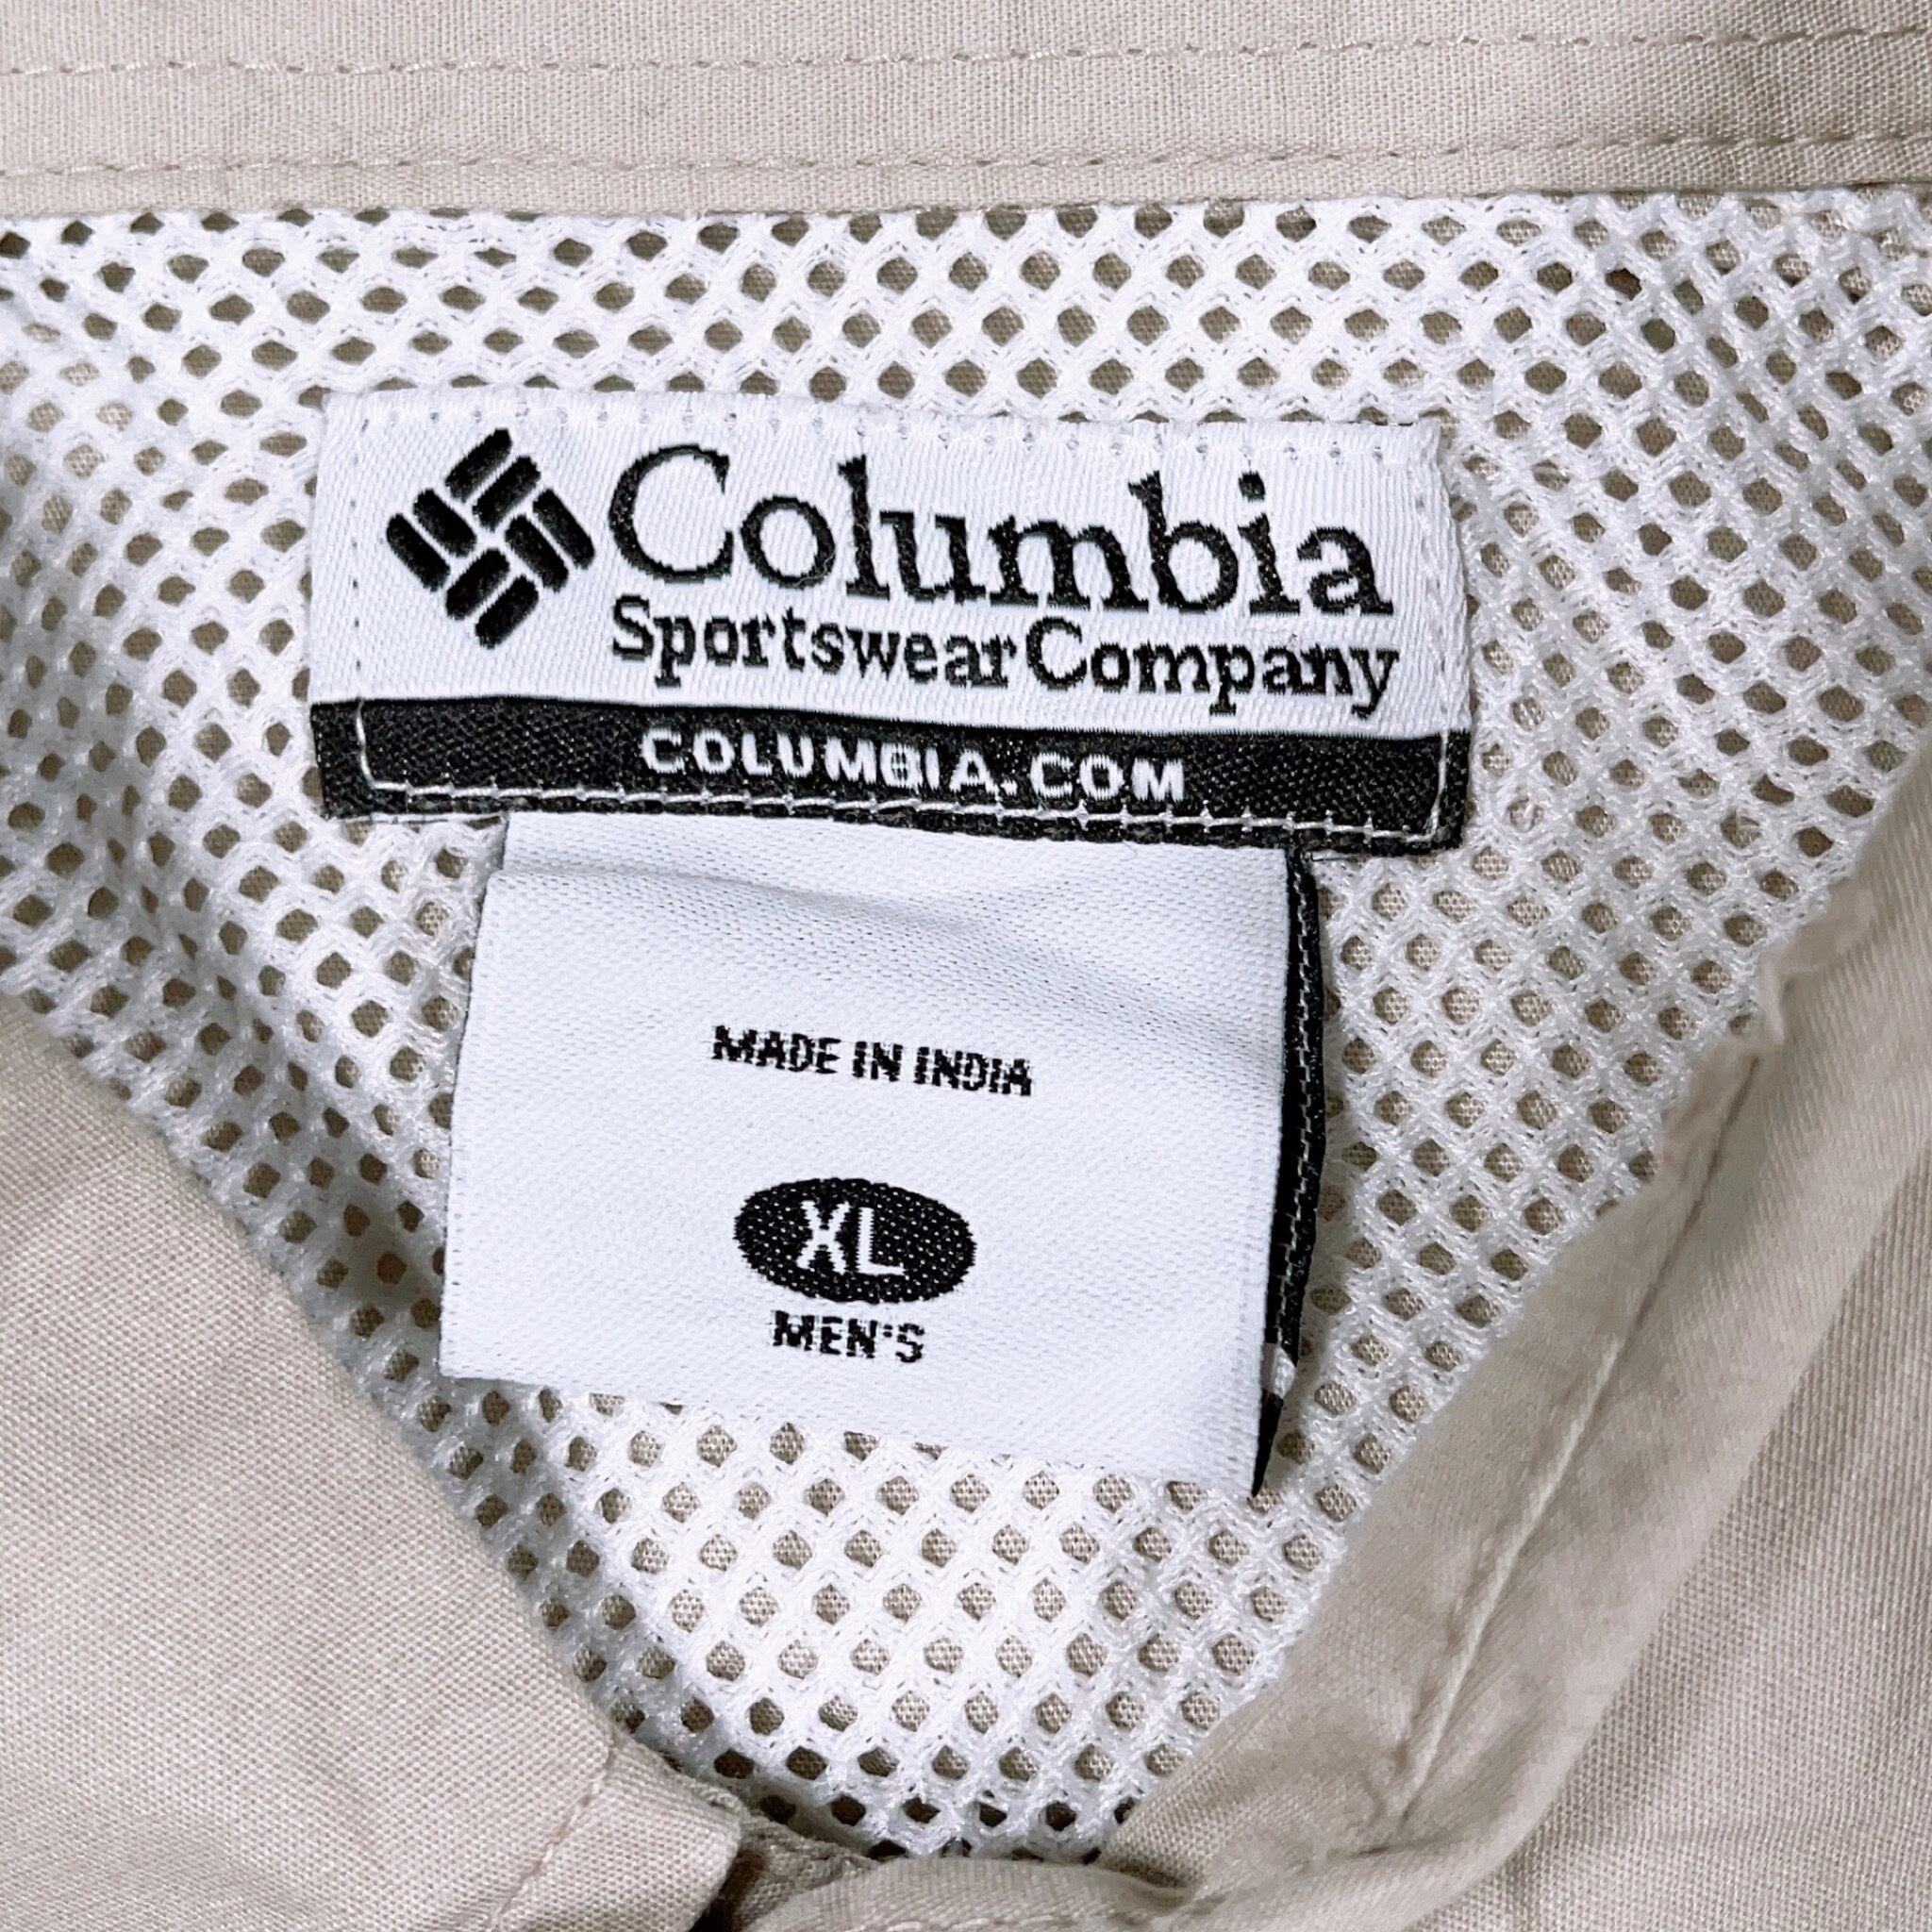 Columbia
Sportswear Company
COLUMBIA.COM
MADE IN INDIA
XL
MEN'S